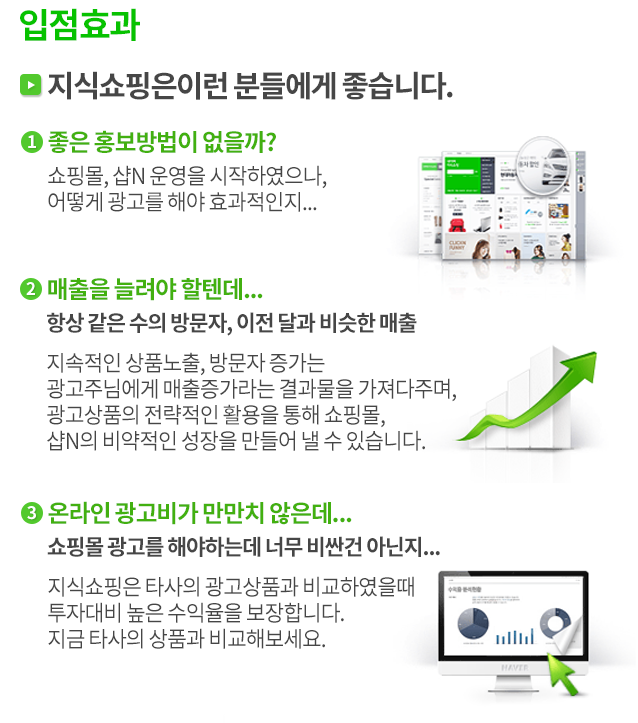 입점효과
지식쇼핑은이런 분들에게 좋습니다.
1 좋은 홍보방법이 없을까?
쇼핑몰, 샵N 운영을 시작하였으나,
어떻게 광고를 해야 효과적인지...
2 매출을 늘려야 할텐데...
항상 같은 수의 방문자, 이전 달과 비슷한 매출
지속적인 상품노출, 방문자 증가는
광고주님에게 매출증가라는 결과물을 가져다주며,
광고상품의 전략적인 활용을 통해 쇼핑몰,
샵N의 비약적인 성장을 만들어 낼 수 있습니다.
3 온라인 광고비가 만만치 않은데...
쇼핑몰 광고를 해야하는데 너무 비싼건 아닌지...
지식쇼핑은 타사의 광고상품과 비교하였을때
투자대비 높은 수익율을 보장합니다.
지금 타사의 상품과 비교해보세요.
수익율 분석현황
NAVER